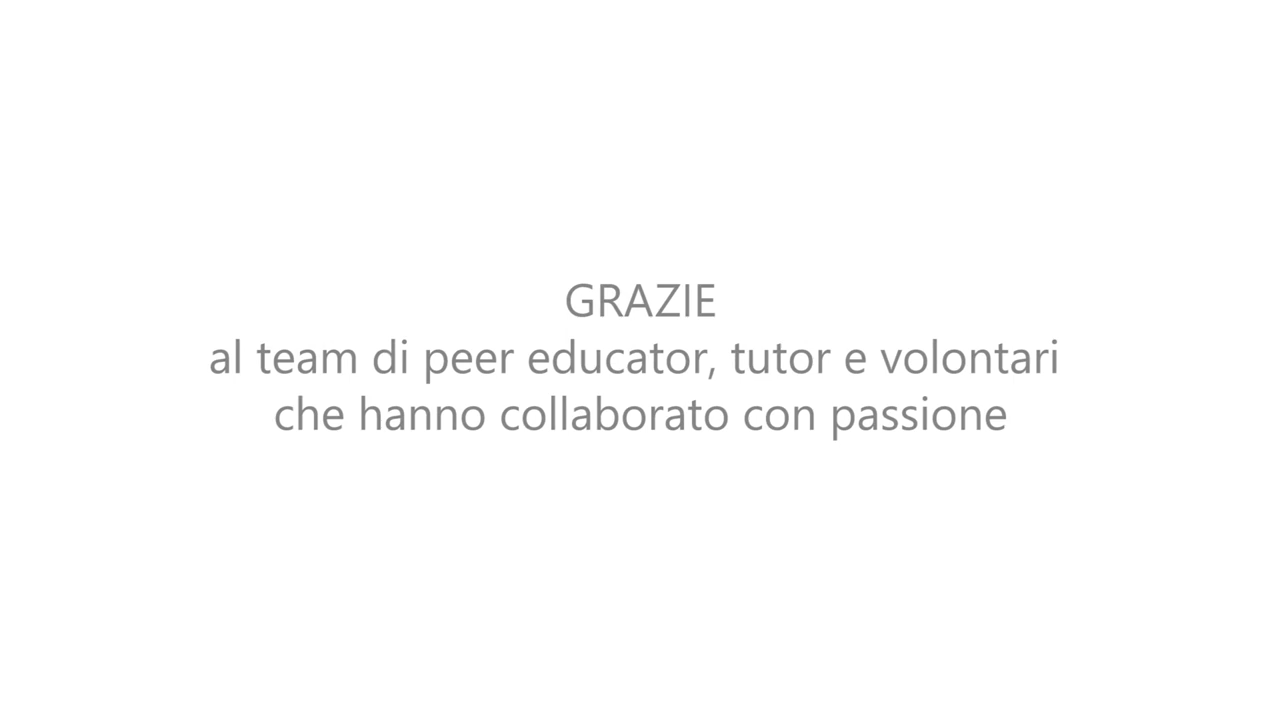 GRAZIE
al team di peer educator, tutor e volontari
che hanno collaborato con passione